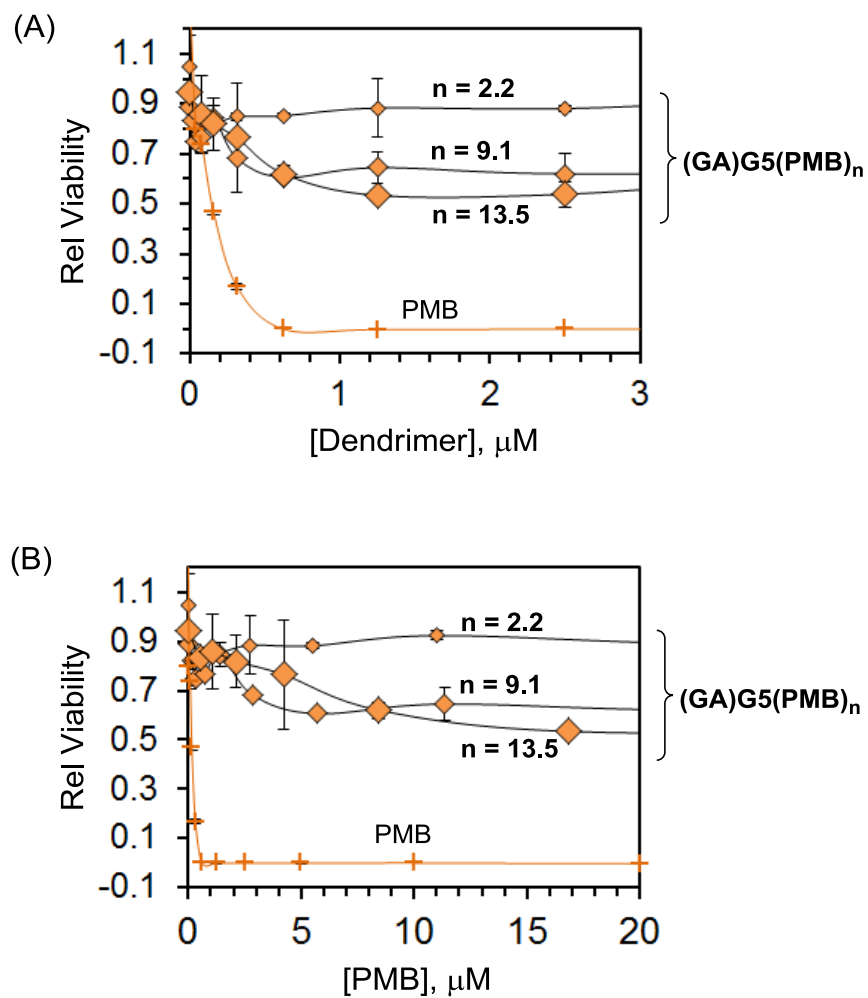 (A)
1.1
0.9
0.7
0.5
0.3
0.1
-0.1
Rel Viability
n = 2.2
n = 9.1
n = 13.5
PMB
(GA)G5(PMB)n
0 1 2 3
[Dendrimer], μM
(B)
1.1
0.9
0.7
0.5
0.3
0.1
-0.1
Rel Viability
n = 2.2
n = 9.1
n = 13.5
PMB
(GA)G5(PMB)n
0 5 10 15 20
[PMB], μM